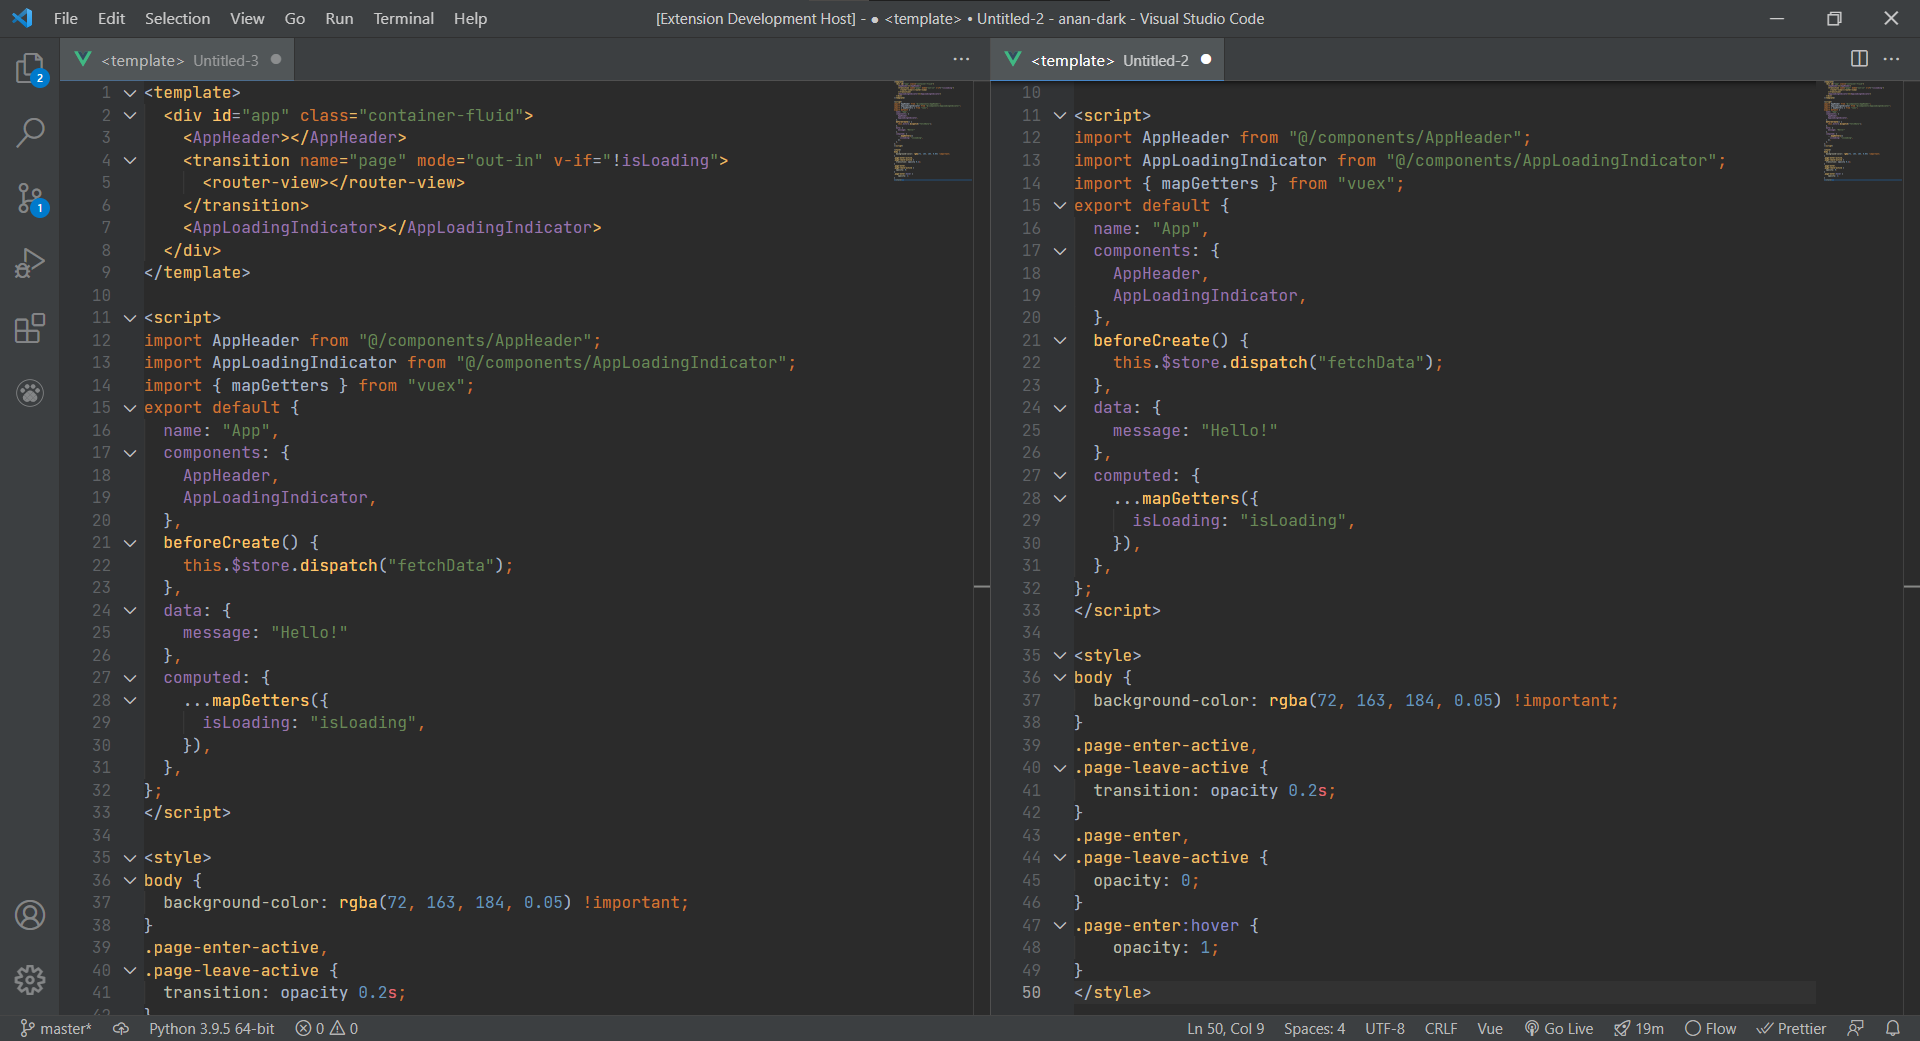 File Edit Selection View Go Run Terminal Help
[Extension Development Host] - ● <template> • Untitled-2 - anan-dark - Visual Studio Code
<template> Untitled-3
2
1
1 <template>
2 <div id="app" class="container-fluid">
3 <AppHeader></AppHeader>
4 <transition name="page" mode="out-in" v-if="!isLoading">
5 <router-view></router-view>
6 </transition>
7 <AppLoadingIndicator></AppLoadingIndicator>
8 </div>
9 </template>
10
11 <script>
12 import AppHeader from "@/components/AppHeader";
13 import AppLoadingIndicator from "@/components/AppLoadingIndicator";
14 import { mapGetters } from "vuex";
15 export default {
16 name: "App",
17 components: {
18 AppHeader,
19 AppLoadingIndicator,
20 },
21 beforeCreate() {
22 this.$store.dispatch("fetchData");
23 },
24 data: {
25 message: "Hello!"
26 },
27 computed: {
28 ...mapGetters({
29 isLoading: "isLoading",
30 }),
31 },
32 };
33 </script>
34
35 <style>
36 body {
37 background-color: rgba(72, 163, 184, 0.05) !important;
38 }
39 .page-enter-active,
40 .page-leave-active {
41 transition: opacity 0.2s;
<template> Untitled-2
10
11 <script>
12 import AppHeader from "@/components/AppHeader";
13 import AppLoadingIndicator from "@/components/AppLoadingIndicator";
14 import { mapGetters } from "vuex";
15 export default {
16 name: "App",
17 components: {
18 AppHeader,
19 AppLoadingIndicator,
20 },
21 beforeCreate() {
22 this.$store.dispatch("fetchData");
23 },
24 data: {
25 message: "Hello!"
26 },
27 computed: {
28 ...mapGetters({
29 isLoading: "isLoading",
30 }),
31 },
32 };
33 </script>
34
35 <style>
36 body {
37 background-color: rgba(72, 163, 184, 0.05) !important;
38 }
39 .page-enter-active,
40 .page-leave-active {
41 transition: opacity 0.2s;
42 }
43 .page-enter,
44 .page-leave-active {
45 opacity: 0;
46 }
47 .page-enter:hover {
48 opacity: 1;
49 }
50 </style>
master* Python 3.9.5 64-bit 0 0
Ln 50, Col 9 Spaces: 4 UTF-8 CRLF Vue Go Live 19m Flow Prettier